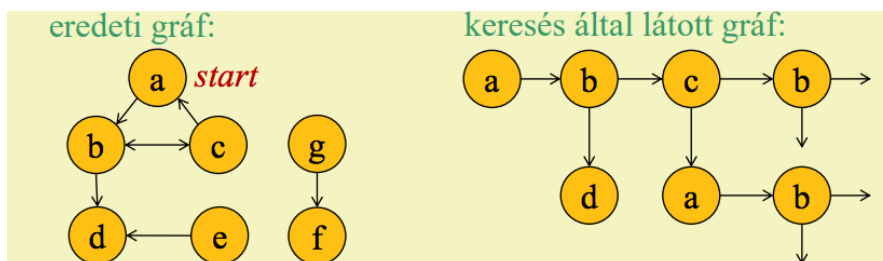 eredeti gráf:
keresés által látott gráf:
a start
a b c b
b c g
d a b
d e f